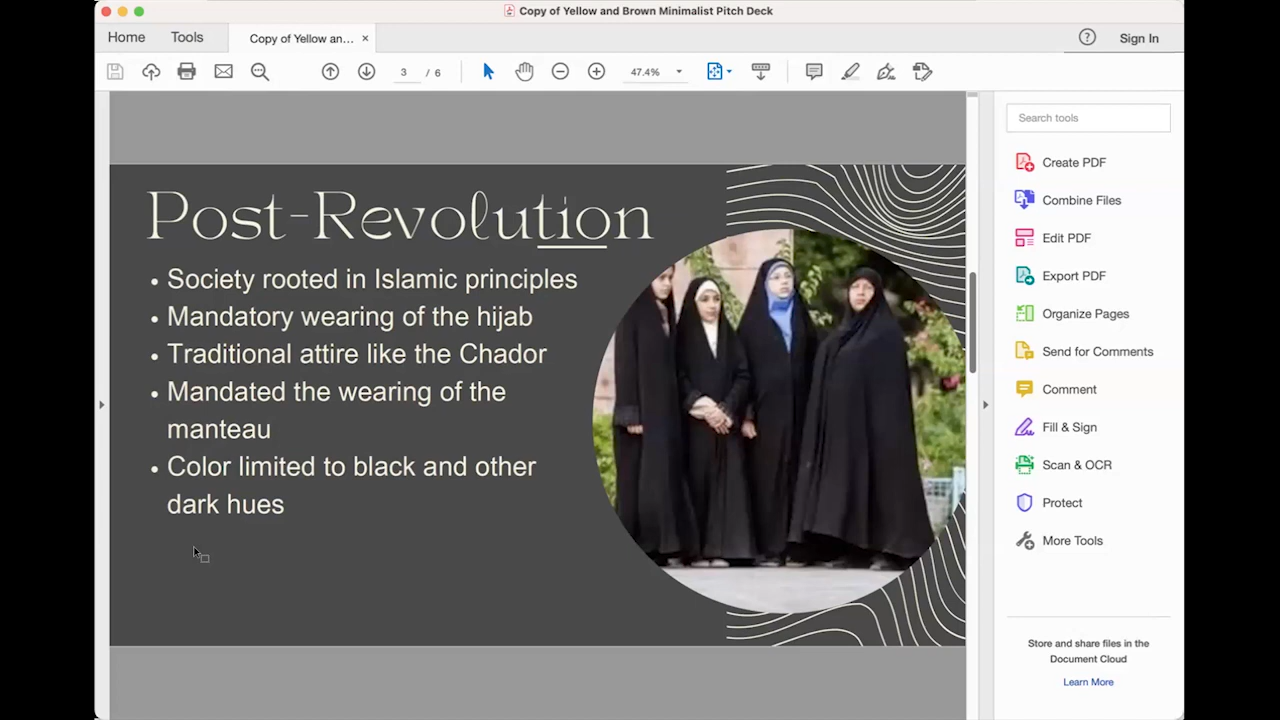 Copy of Yellow and Brown Minimalist Pitch Deck
Home
Tools
Copy of Yellow an... ×
? Sign In
3 / 6
47.4%
Search tools
Post-Revolution
• Society rooted in Islamic principles
• Mandatory wearing of the hijab
• Traditional attire like the Chador
• Mandated the wearing of the
manteau
• Color limited to black and other
dark hues
Create PDF
Combine Files
Edit PDF
Export PDF
Organize Pages
Send for Comments
Comment
Fill & Sign
Scan & OCR
Protect
More Tools
Store and share files in the
Document Cloud
Learn More